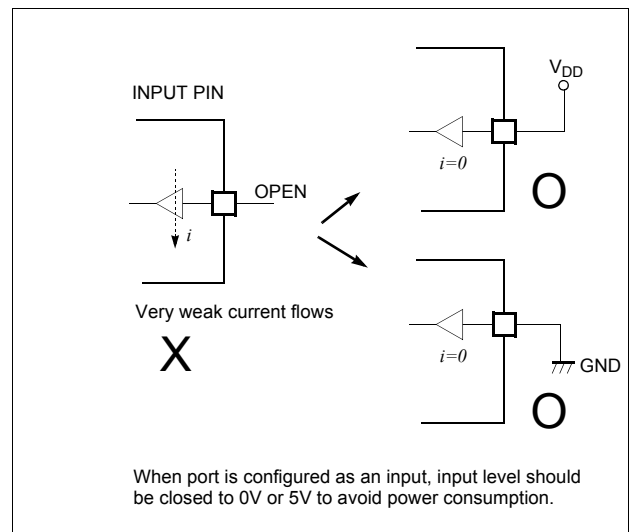 INPUT PIN
OPEN
i
Very weak current flows
X
VDD
i=0
O
i=0
GND
O
When port is configured as an input, input level should
be closed to 0V or 5V to avoid power consumption.